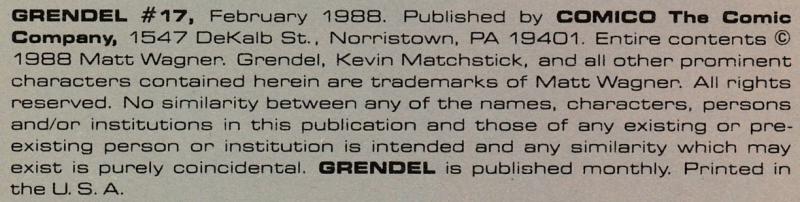 GRENDEL #17, February 1988. Published by COMICO The Comic
Company, 1547 DeKalb St., Norristown, PA 19401. Entire contents ©
1988 Matt Wagner. Grendel, Kevin Matchstick, and all other prominent
characters contained herein are trademarks of Matt Wagner. All rights
reserved. No similarity between any of the names, characters, persons
and/or institutions in this publication and those of any existing or pre-
existing person or institution is intended and any similarity which may
exist is purely coincidental. GRENDEL is published monthly. Printed in
the U. S. A.